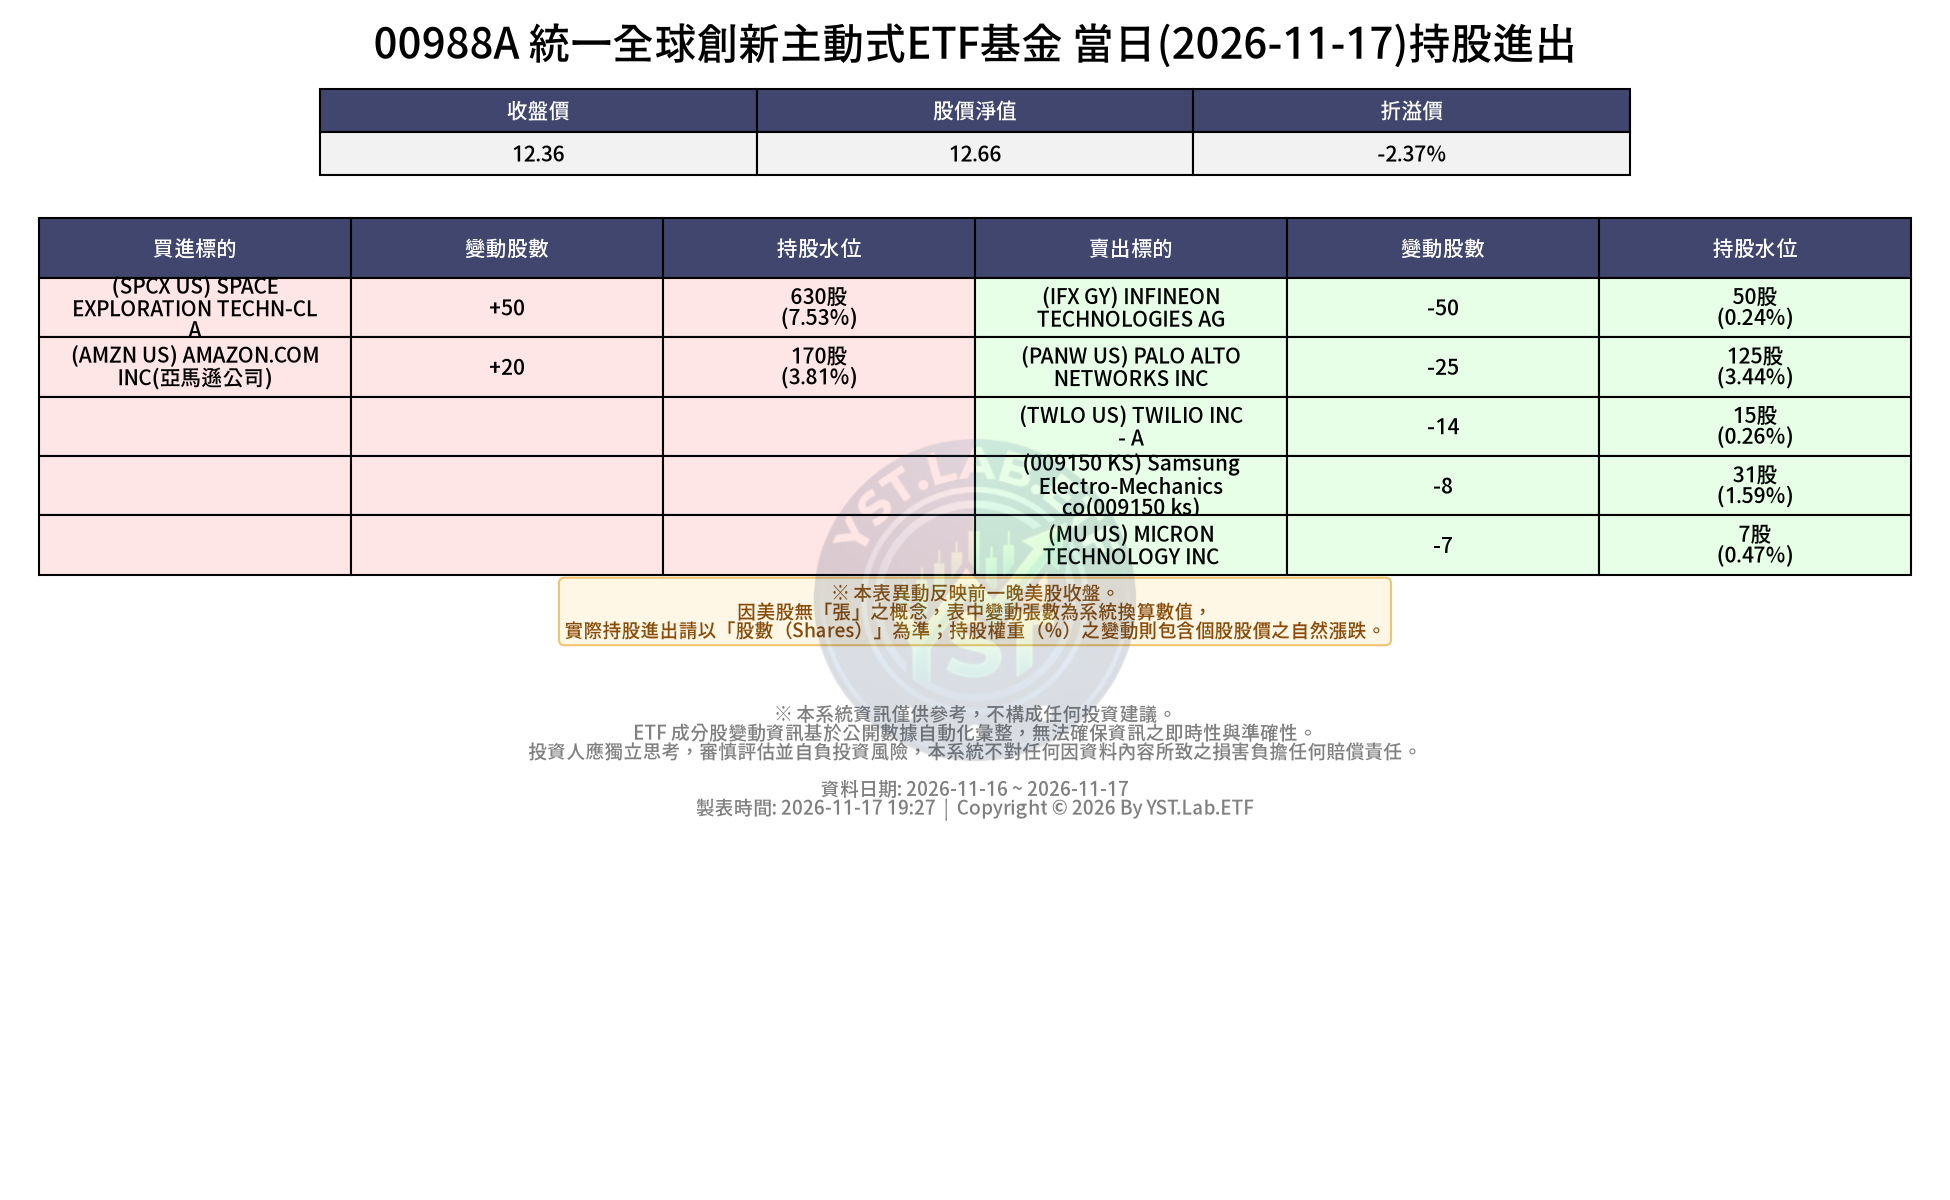 00988A 統一全球創新主動式ETF基金 當日(2026-11-17)持股進出
收盤價 股價淨值 折溢價
12.36 12.66 -2.37%
買進標的 變動股數 持股水位 賣出標的 變動股數 持股水位
(SPCX US) SPACE
EXPLORATION TECHN-CL
A
+50
630股
(7.53%)
(IFX GY) INFINEON
TECHNOLOGIES AG
-50
50股
(0.24%)
(AMZN US) AMAZON.COM
INC(亞馬遜公司)
+20
170股
(3.81%)
(PANW US) PALO ALTO
NETWORKS INC
-25
125股
(3.44%)
(TWLO US) TWILIO INC
- A
-14
15股
(0.26%)
(009150 KS) Samsung
Electro-Mechanics
co(009150 ks)
-8
31股
(1.59%)
(MU US) MICRON
TECHNOLOGY INC
-7
7股
(0.47%)
※ 本表異動反映前一晚美股收盤。
因美股無「張」之概念，表中變動張數為系統換算數值，
實際持股進出請以「股數（Shares）」為準；持股權重（%）之變動則包含個股股價之自然漲跌。
YST
※ 本系統資訊僅供參考，不構成任何投資建議。
ETF 成分股變動資訊基於公開數據自動化彙整，無法確保資訊之即時性與準確性。
投資人應獨立思考，審慎評估並自負投資風險，本系統不對任何因資料內容所致之損害負擔任何賠償責任。
資料日期: 2026-11-16 ~ 2026-11-17
製表時間: 2026-11-17 19:27 │ Copyright © 2026 By YST.Lab.ETF